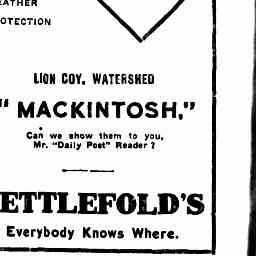 EATHER
OTECTION
LION COY. WATERSHED
" MACKINTOSH,"
Can we show them to you,
Mr. "Daily Post" Reader ?
ETTLEFOLD'S
Everybody Knows Where.